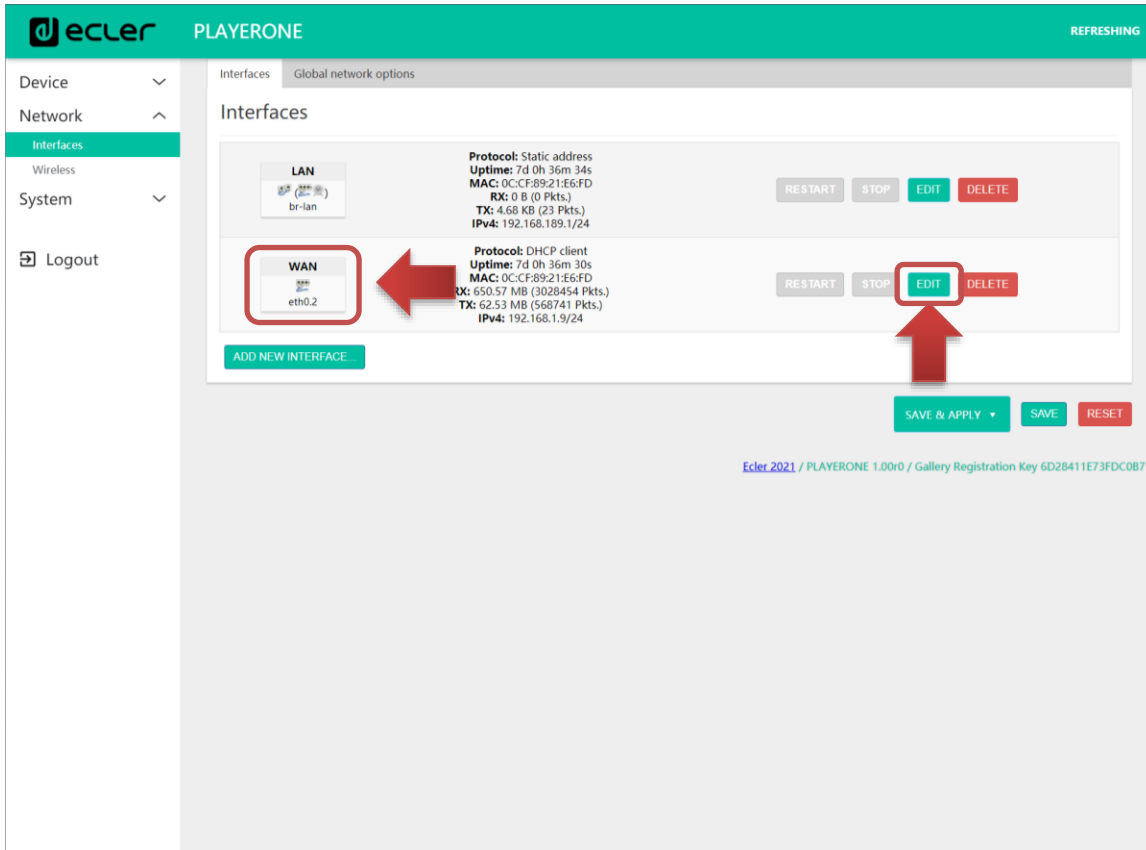 ecler
PLAYERONE
REFRESHING
Device
Network
Interfaces
Wireless
System
Logout
Interfaces
Global network options
Interfaces
LAN
br-lan
Protocol: Static address
Uptime: 7d 0h 36m 34s
MAC: 0C:CF:89:21:E6:FD
RX: 0 B (0 Pkts.)
TX: 4.68 KB (23 Pkts.)
IPv4: 192.168.189.1/24
RESTART
STOP
EDIT
DELETE
WAN
eth0.2
Protocol: DHCP client
Uptime: 7d 0h 36m 30s
MAC: 0C:CF:89:21:E6:FD
RX: 650.57 MB (3028454 Pkts.)
TX: 62.53 MB (568741 Pkts.)
IPv4: 192.168.1.9/24
RESTART
STOP
EDIT
DELETE
ADD NEW INTERFACE...
SAVE & APPLY
SAVE
RESET
Ecler 2021 / PLAYERONE 1.00r0 / Gallery Registration Key 6D28411E73FDC0B7